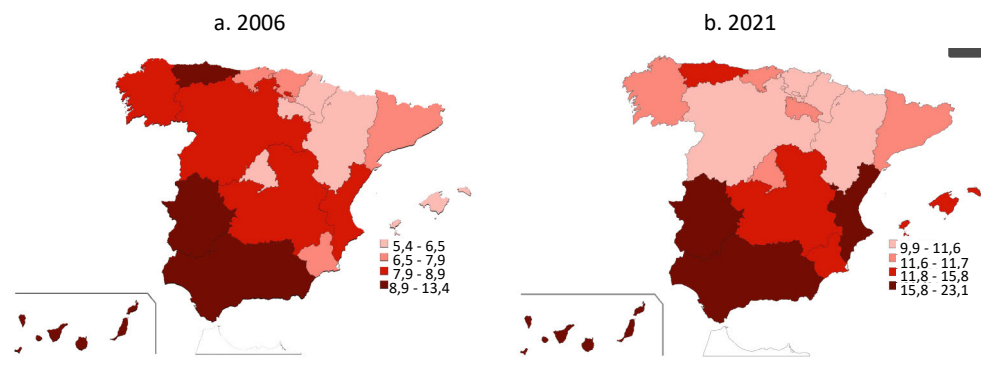 a. 2006
b. 2021
5,4 - 6,5
6,5 - 7,9
7,9 - 8,9
8,9 - 13,4
9,9 - 11,6
11,6 - 11,7
11,8 - 15,8
15,8 - 23,1